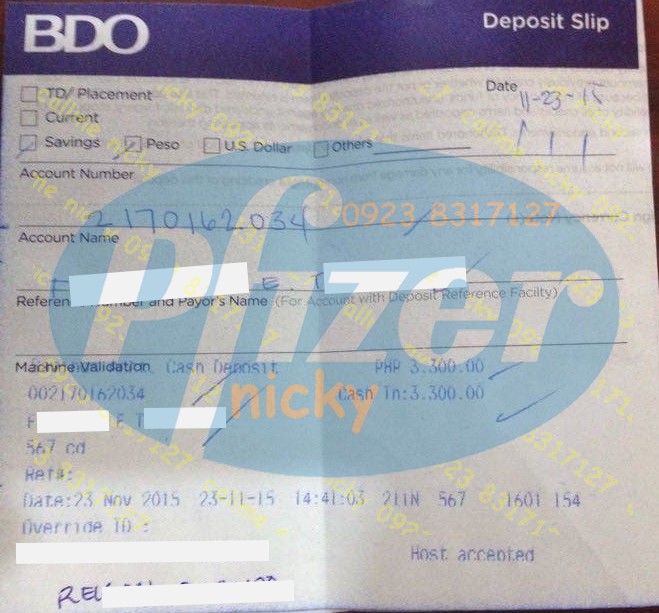 BDO
Deposit Slip
TD/ Placement
Date
11-23-15
Current
Savings Peso U.S. Dollar Others
Account Number
2170162034 0923 8317127
Account Name
E. T
Pfizer
Number and Payor's Name (For Account with Deposit Reference Facilty)
Machine Validation Cash Deposit PHP 3,300.00
002170162034 Cash In:3,300.00
nicky
E T
567 cd
Ref#:
Date:23 Nov 2015 23-11-15 14:41:03 211N 567 1601 154
Override ID :
Host accepted